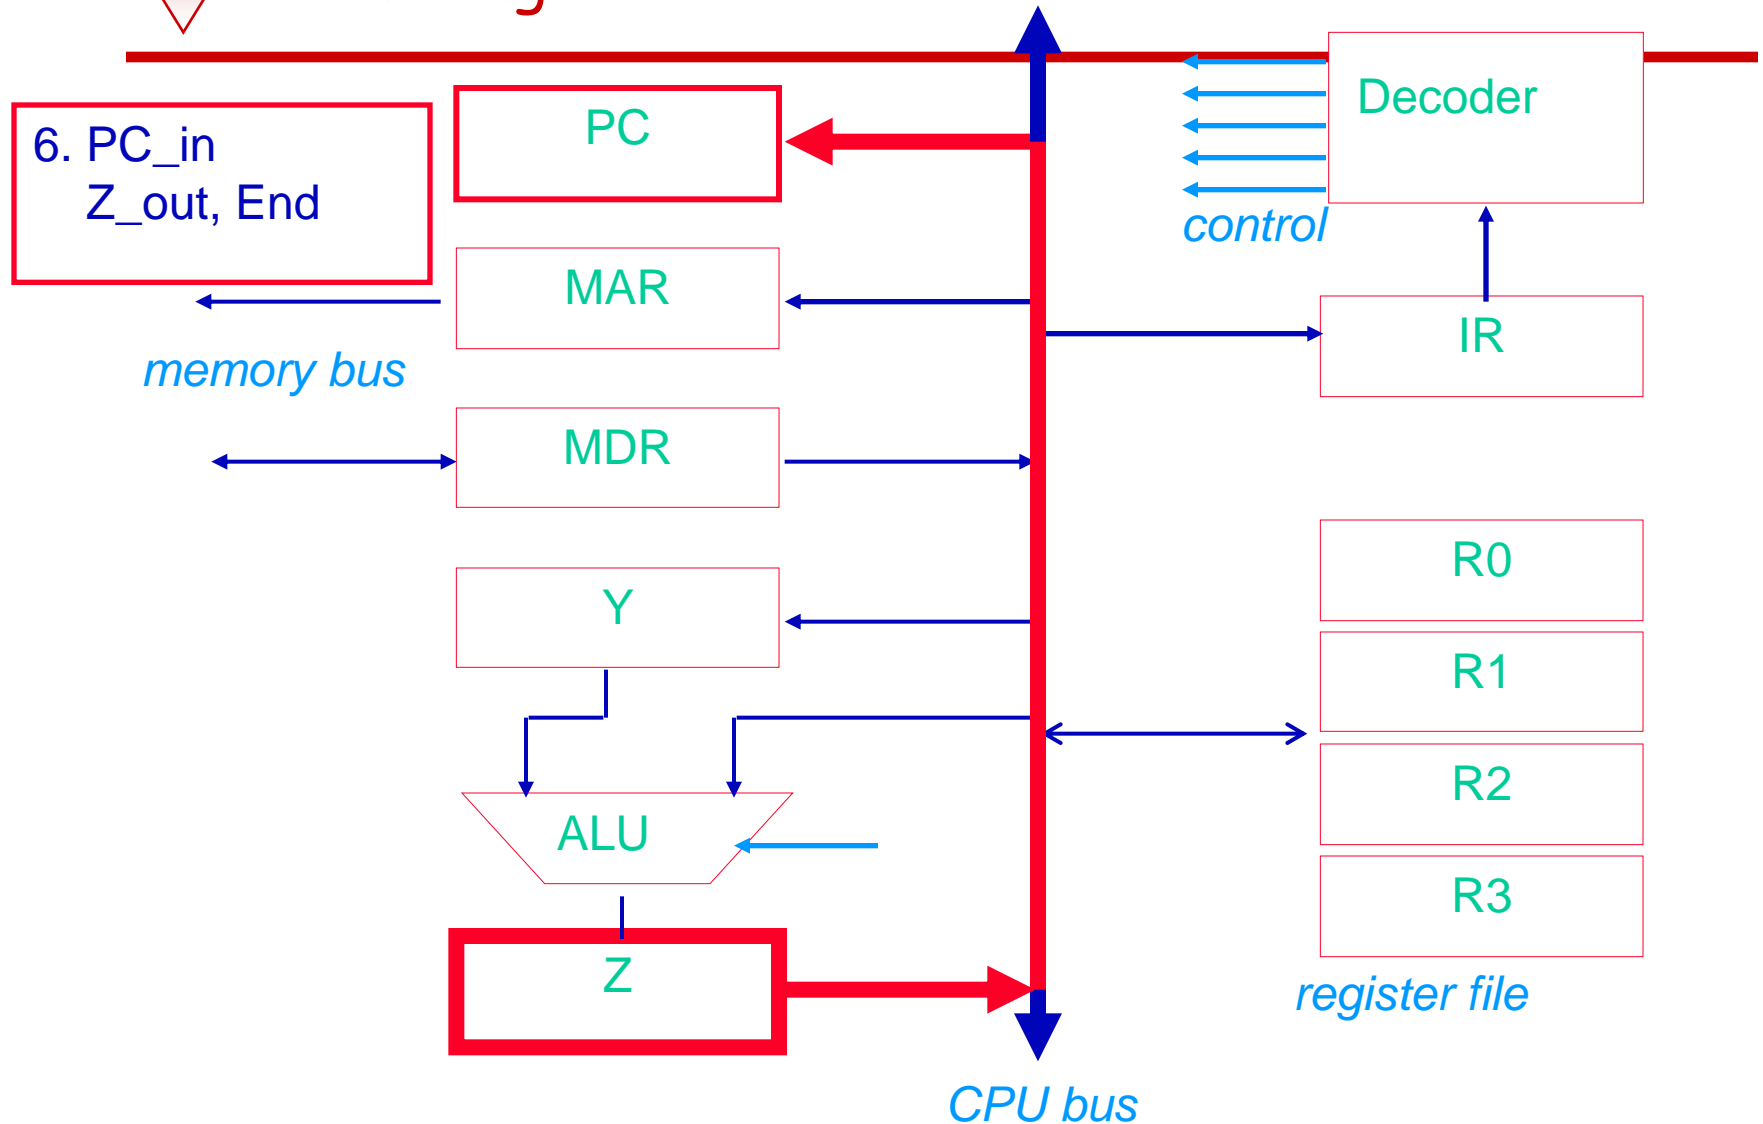 Decoder
PC
6. PC_in
Z_out, End
control
MAR
IR
memory bus
MDR
R0
Y
R1
R2
ALU
R3
Z
register file
CPU bus